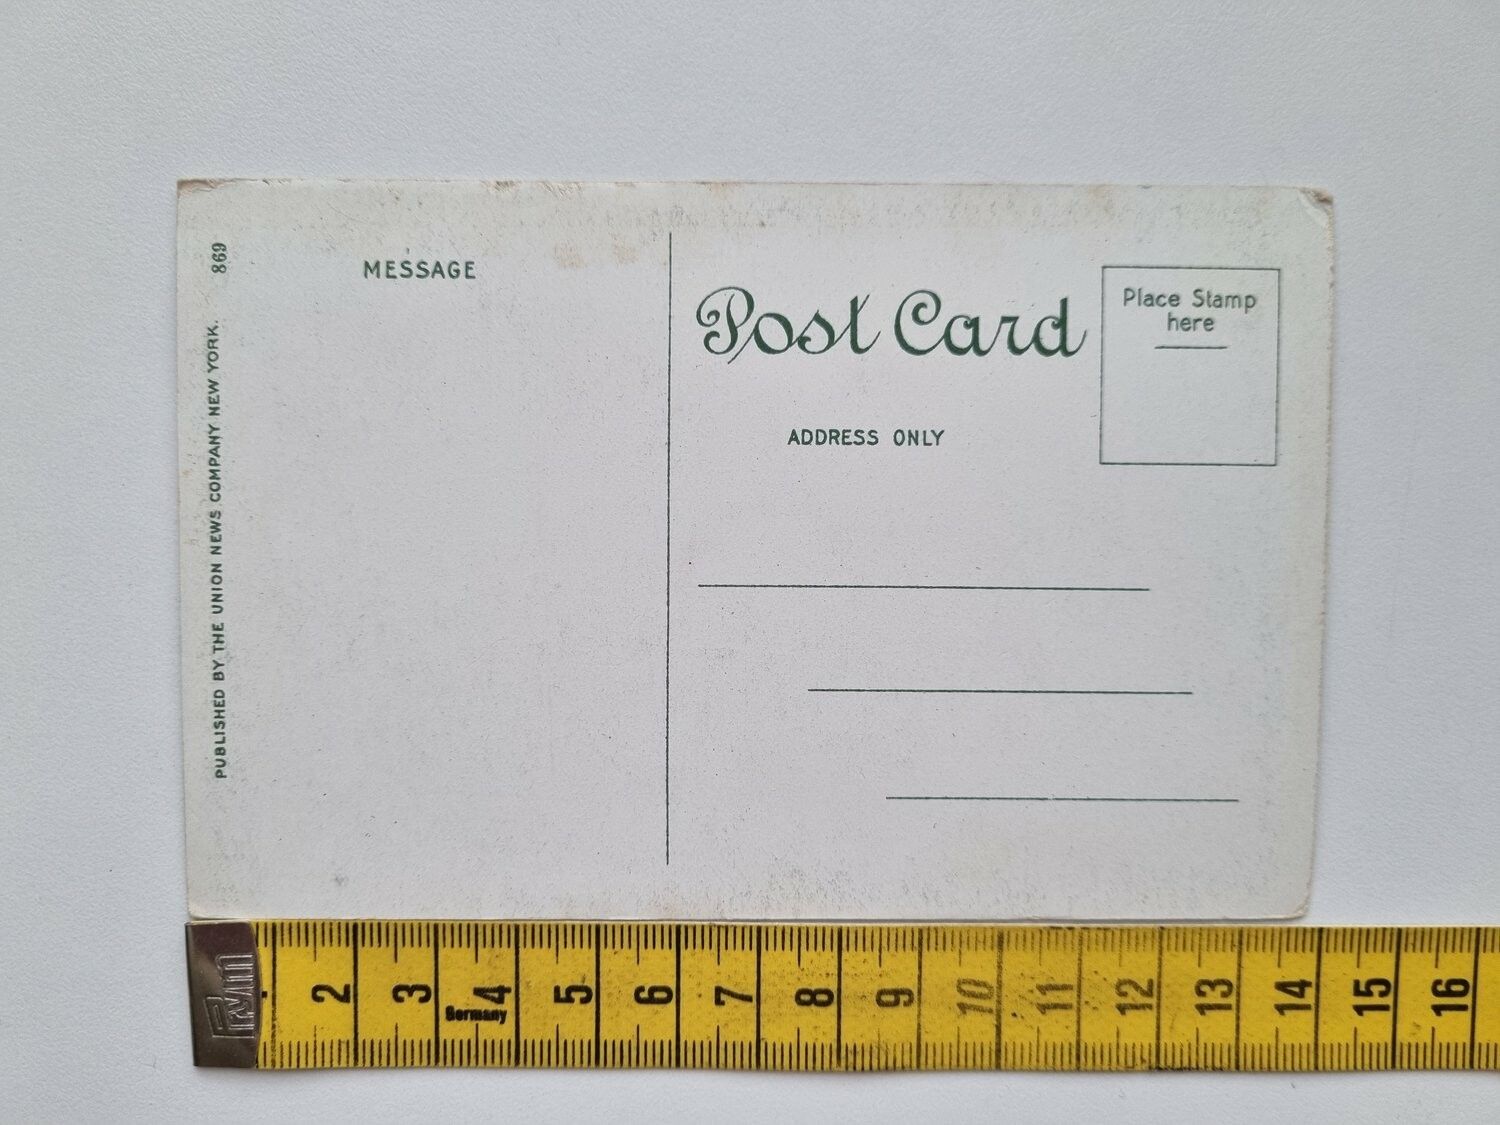 PUBLISHED BY THE UNION NEWS COMPANY NEW YORK. 869
MESSAGE
Post Card
Place Stamp
here
ADDRESS ONLY
Prym
2 3 4 5 6 7 8 9 10 11 12 13 14 15 16
Germany